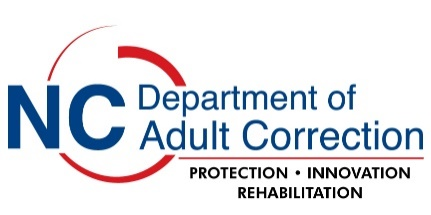 NC Department of
Adult Correction
PROTECTION • INNOVATION
REHABILITATION